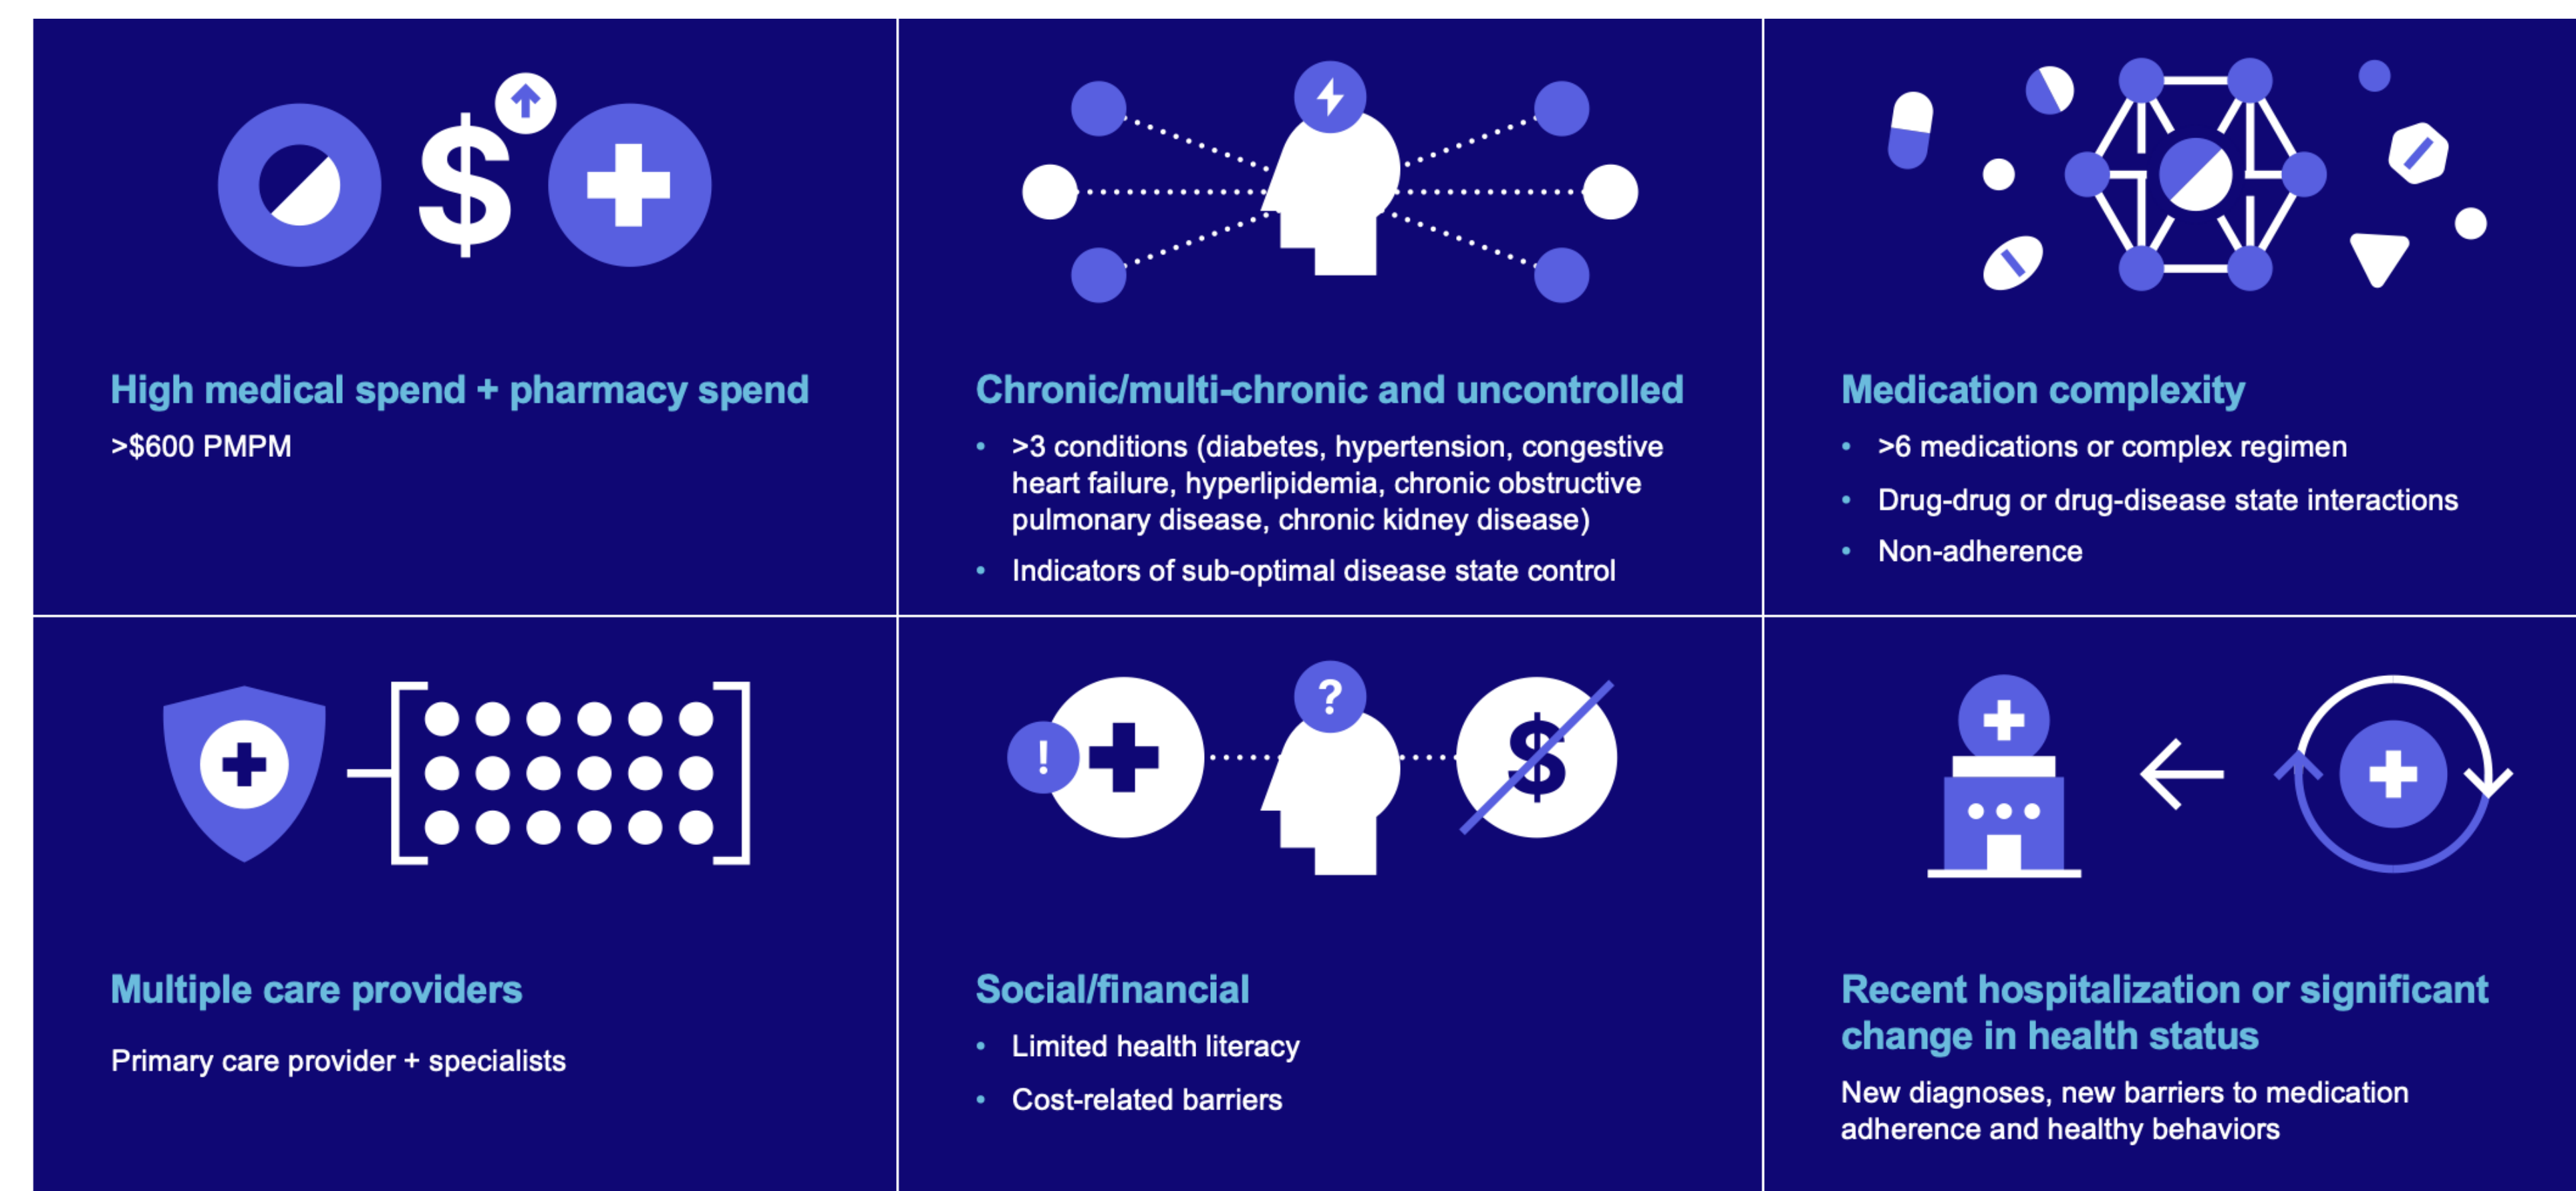 High medical spend + pharmacy spend
>$600 PMPM
Chronic/multi-chronic and uncontrolled
• >3 conditions (diabetes, hypertension, congestive
heart failure, hyperlipidemia, chronic obstructive
pulmonary disease, chronic kidney disease)
• Indicators of sub-optimal disease state control
Medication complexity
• >6 medications or complex regimen
• Drug-drug or drug-disease state interactions
• Non-adherence
Multiple care providers
Primary care provider + specialists
Social/financial
• Limited health literacy
• Cost-related barriers
Recent hospitalization or significant
change in health status
New diagnoses, new barriers to medication
adherence and healthy behaviors